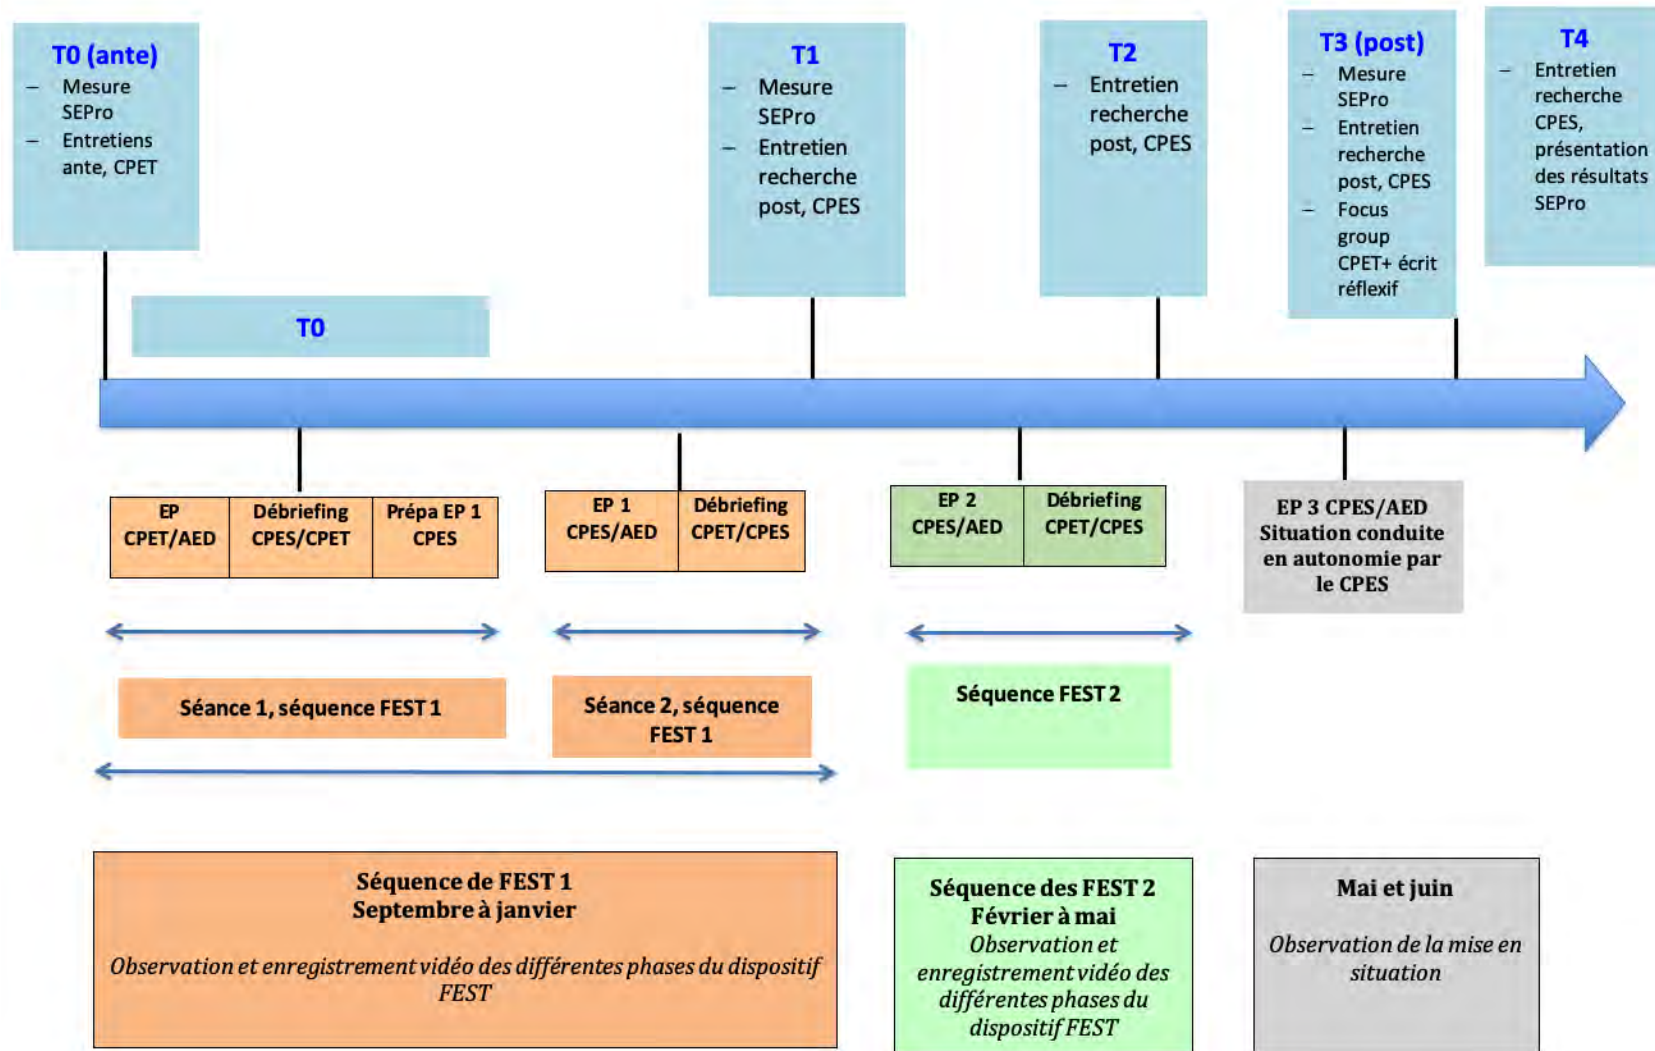 T0 (ante)
– Mesure
SEPro
– Entretiens
ante, CPET
T1
– Mesure
SEPro
– Entretien
recherche
post, CPES
T2
– Entretien
recherche
post, CPES
T3 (post)
– Mesure
SEPro
– Entretien
recherche
post, CPES
– Focus
group
CPET+ écrit
réflexif
T4
– Entretien
recherche
CPES,
présentation
des résultats
SEPro
T0
EP
CPET/AED
Débriefing
CPES/CPET
Prépa EP 1
CPES
EP 1
CPES/AED
Débriefing
CPET/CPES
EP 2
CPES/AED
Débriefing
CPET/CPES
EP 3 CPES/AED
Situation conduite
en autonomie par
le CPES
Séance 1, séquence FEST 1
Séance 2, séquence
FEST 1
Séquence FEST 2
Séquence de FEST 1
Septembre à janvier
Observation et enregistrement vidéo des différentes phases du dispositif
FEST
Séquence des FEST 2
Février à mai
Observation et
enregistrement vidéo des
différentes phases du
dispositif FEST
Mai et juin
Observation de la mise en
situation